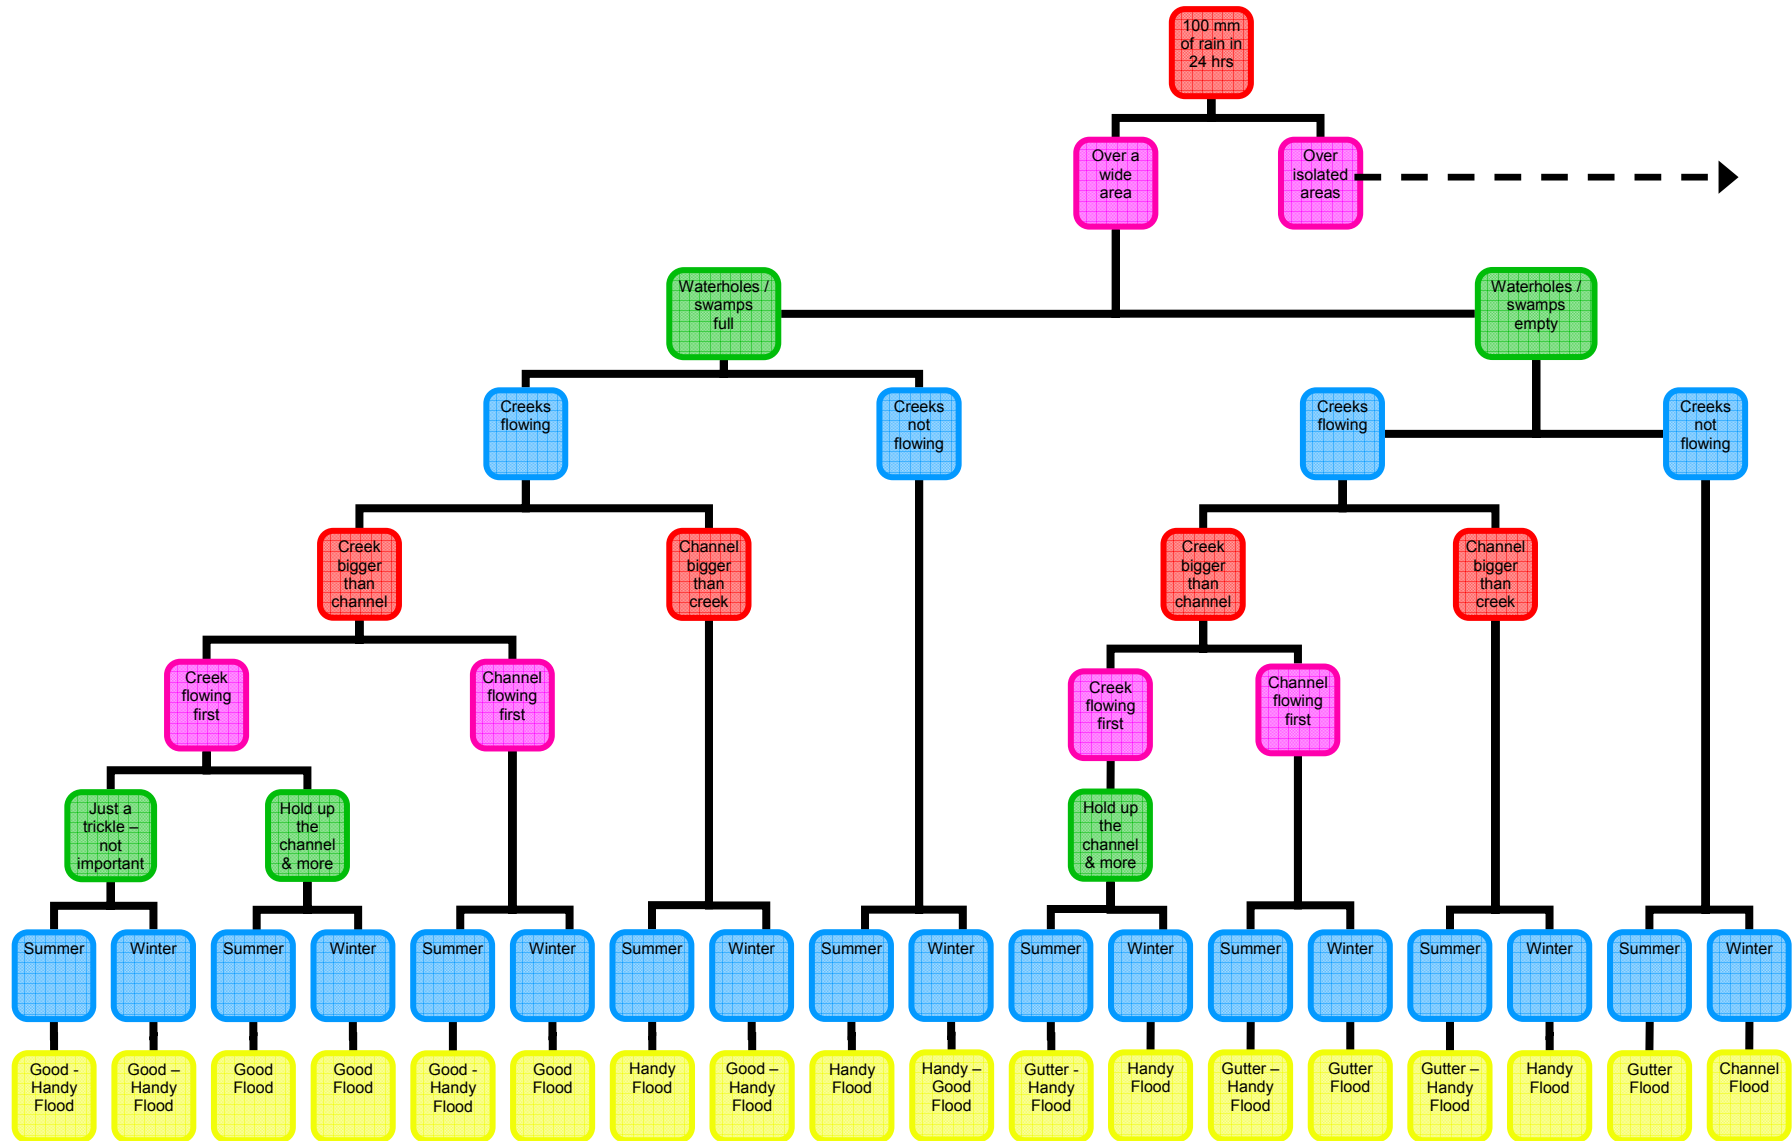 100 mm
of rain in
24 hrs
Over a
wide
area
Over
isolated
areas
Waterholes /
swamps
full
Waterholes /
swamps
empty
Creeks
flowing
Creeks
not
flowing
Creeks
flowing
Creeks
not
flowing
Creek
bigger
than
channel
Channel
bigger
than
creek
Creek
bigger
than
channel
Channel
bigger
than
creek
Creek
flowing
first
Channel
flowing
first
Creek
flowing
first
Channel
flowing
first
Just a
trickle –
not
important
Hold up
the
channel
& more
Hold up
the
channel
& more
Summer
Winter
Summer
Winter
Summer
Winter
Summer
Winter
Summer
Winter
Summer
Winter
Summer
Winter
Summer
Winter
Summer
Winter
Good -
Handy
Flood
Good –
Handy
Flood
Good
Flood
Good
Flood
Good -
Handy
Flood
Good
Flood
Handy
Flood
Good –
Handy
Flood
Handy
Flood
Handy –
Good
Flood
Gutter -
Handy
Flood
Handy
Flood
Gutter –
Handy
Flood
Gutter
Flood
Gutter –
Handy
Flood
Handy
Flood
Gutter
Flood
Channel
Flood